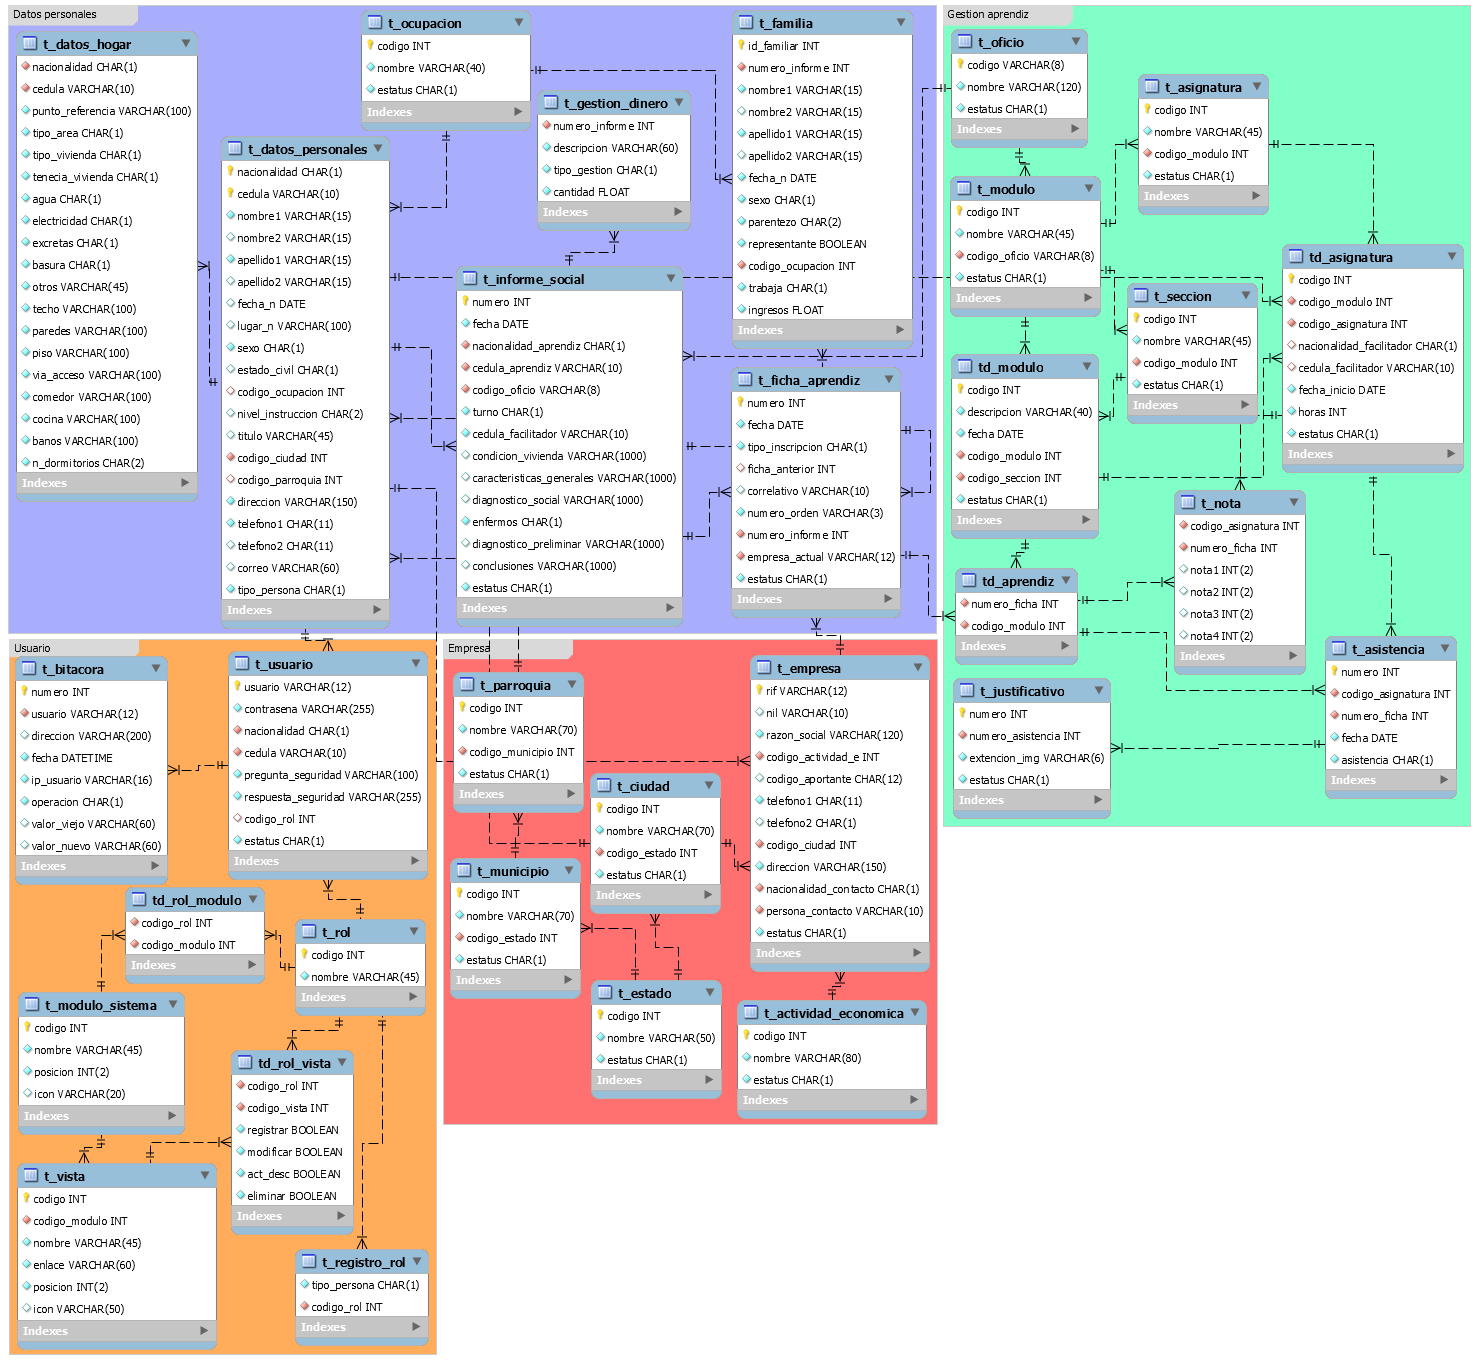 Datos personales
t_datos_hogar
nacionalidad CHAR(1)
cedula VARCHAR(10)
punto_referencia VARCHAR(100)
tipo_area CHAR(1)
tipo_vivienda CHAR(1)
tenecia_vivienda CHAR(1)
agua CHAR(1)
electricidad CHAR(1)
excretas CHAR(1)
basura CHAR(1)
otros VARCHAR(45)
techo VARCHAR(100)
paredes VARCHAR(100)
piso VARCHAR(100)
via_acceso VARCHAR(100)
comedor VARCHAR(100)
cocina VARCHAR(100)
banos VARCHAR(100)
n_dormitorios CHAR(2)
Indexes
t_ocupacion
codigo INT
nombre VARCHAR(40)
estatus CHAR(1)
Indexes
t_datos_personales
nacionalidad CHAR(1)
cedula VARCHAR(10)
nombre1 VARCHAR(15)
nombre2 VARCHAR(15)
apellido1 VARCHAR(15)
apellido2 VARCHAR(15)
fecha_n DATE
lugar_n VARCHAR(100)
sexo CHAR(1)
estado_civil CHAR(1)
codigo_ocupacion INT
nivel_instruccion CHAR(2)
titulo VARCHAR(45)
codigo_ciudad INT
codigo_parroquia INT
direccion VARCHAR(150)
telefono1 CHAR(11)
telefono2 CHAR(11)
correo VARCHAR(60)
tipo_persona CHAR(1)
Indexes
t_gestion_dinero
numero_informe INT
descripcion VARCHAR(60)
tipo_gestion CHAR(1)
cantidad FLOAT
Indexes
t_informe_social
numero INT
fecha DATE
nacionalidad_aprendiz CHAR(1)
cedula_aprendiz VARCHAR(10)
codigo_oficio VARCHAR(8)
turno CHAR(1)
cedula_facilitador VARCHAR(10)
condicion_vivienda VARCHAR(1000)
caracteristicas_generales VARCHAR(1000)
diagnostico_social VARCHAR(1000)
enfermos CHAR(1)
diagnostico_preliminar VARCHAR(1000)
conclusiones VARCHAR(1000)
estatus CHAR(1)
Indexes
t_familia
id_familiar INT
numero_informe INT
nombre1 VARCHAR(15)
nombre2 VARCHAR(15)
apellido1 VARCHAR(15)
apellido2 VARCHAR(15)
fecha_n DATE
sexo CHAR(1)
parentezo CHAR(2)
representante BOOLEAN
codigo_ocupacion INT
trabaja CHAR(1)
ingresos FLOAT
Indexes
t_ficha_aprendiz
numero INT
fecha DATE
tipo_inscripcion CHAR(1)
ficha_anterior INT
correlativo VARCHAR(10)
numero_orden VARCHAR(3)
numero_informe INT
empresa_actual VARCHAR(12)
estatus CHAR(1)
Indexes
Gestion aprendiz
t_oficio
codigo VARCHAR(8)
nombre VARCHAR(120)
estatus CHAR(1)
Indexes
t_modulo
codigo INT
nombre VARCHAR(45)
codigo_oficio VARCHAR(8)
estatus CHAR(1)
Indexes
td_modulo
codigo INT
descripcion VARCHAR(40)
fecha DATE
codigo_modulo INT
codigo_seccion INT
estatus CHAR(1)
Indexes
td_aprendiz
numero_ficha INT
codigo_modulo INT
Indexes
t_justificativo
numero INT
numero_asistencia INT
extencion_img VARCHAR(6)
estatus CHAR(1)
Indexes
t_asignatura
codigo INT
nombre VARCHAR(45)
codigo_modulo INT
estatus CHAR(1)
Indexes
t_seccion
codigo INT
nombre VARCHAR(45)
codigo_modulo INT
estatus CHAR(1)
Indexes
t_nota
codigo_asignatura INT
numero_ficha INT
nota1 INT(2)
nota2 INT(2)
nota3 INT(2)
nota4 INT(2)
Indexes
td_asignatura
codigo INT
codigo_modulo INT
codigo_asignatura INT
nacionalidad_facilitador CHAR(1)
cedula_facilitador VARCHAR(10)
fecha_inicio DATE
horas INT
estatus CHAR(1)
Indexes
t_asistencia
numero INT
codigo_asignatura INT
numero_ficha INT
fecha DATE
asistencia CHAR(1)
Indexes
Usuario
t_bitacora
numero INT
usuario VARCHAR(12)
direccion VARCHAR(200)
fecha DATETIME
ip_usuario VARCHAR(16)
operacion CHAR(1)
valor_viejo VARCHAR(60)
valor_nuevo VARCHAR(60)
Indexes
t_usuario
usuario VARCHAR(12)
contrasena VARCHAR(255)
nacionalidad CHAR(1)
cedula VARCHAR(10)
pregunta_seguridad VARCHAR(100)
respuesta_seguridad VARCHAR(255)
codigo_rol INT
estatus CHAR(1)
Indexes
td_rol_modulo
codigo_rol INT
codigo_modulo INT
Indexes
t_rol
codigo INT
nombre VARCHAR(45)
Indexes
t_modulo_sistema
codigo INT
nombre VARCHAR(45)
posicion INT(2)
icon VARCHAR(20)
Indexes
td_rol_vista
codigo_rol INT
codigo_vista INT
registrar BOOLEAN
modificar BOOLEAN
act_desc BOOLEAN
eliminar BOOLEAN
Indexes
t_vista
codigo INT
codigo_modulo INT
nombre VARCHAR(45)
enlace VARCHAR(60)
posicion INT(2)
icon VARCHAR(50)
Indexes
t_registro_rol
tipo_persona CHAR(1)
codigo_rol INT
Indexes
Empresa
t_parroquia
codigo INT
nombre VARCHAR(70)
codigo_municipio INT
estatus CHAR(1)
Indexes
t_municipio
codigo INT
nombre VARCHAR(70)
codigo_estado INT
estatus CHAR(1)
Indexes
t_ciudad
codigo INT
nombre VARCHAR(70)
codigo_estado INT
estatus CHAR(1)
Indexes
t_estado
codigo INT
nombre VARCHAR(50)
estatus CHAR(1)
Indexes
t_empresa
rif VARCHAR(12)
nil VARCHAR(10)
razon_social VARCHAR(120)
codigo_actividad_e INT
codigo_aportante CHAR(12)
telefono1 CHAR(11)
telefono2 CHAR(1)
codigo_ciudad INT
direccion VARCHAR(150)
nacionalidad_contacto CHAR(1)
persona_contacto VARCHAR(10)
estatus CHAR(1)
Indexes
t_actividad_economica
codigo INT
nombre VARCHAR(80)
estatus CHAR(1)
Indexes